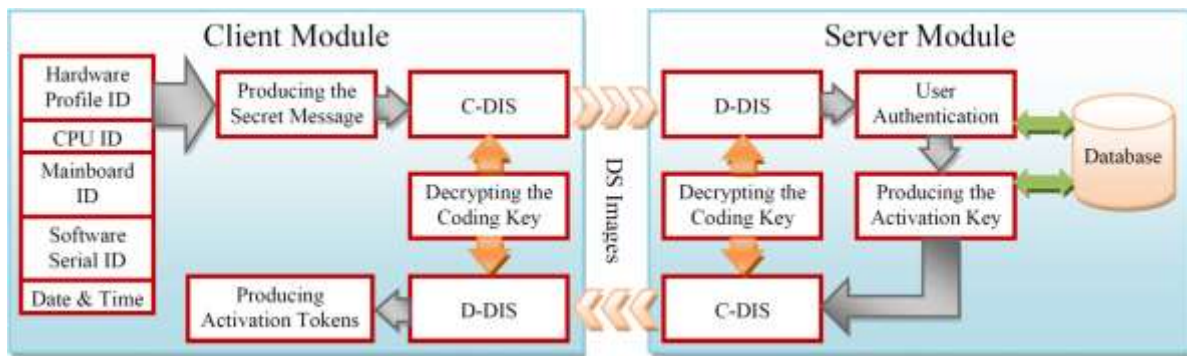 Client Module
Hardware
Profile ID
CPU ID
Mainboard
ID
Software
Serial ID
Date & Time
Producing the
Secret Message
C-DIS
Decrypting the
Coding Key
D-DIS
Producing
Activation Tokens
DS Images
Server Module
D-DIS
User
Authentication
Database
Decrypting the
Coding Key
Producing the
Activation Key
C-DIS